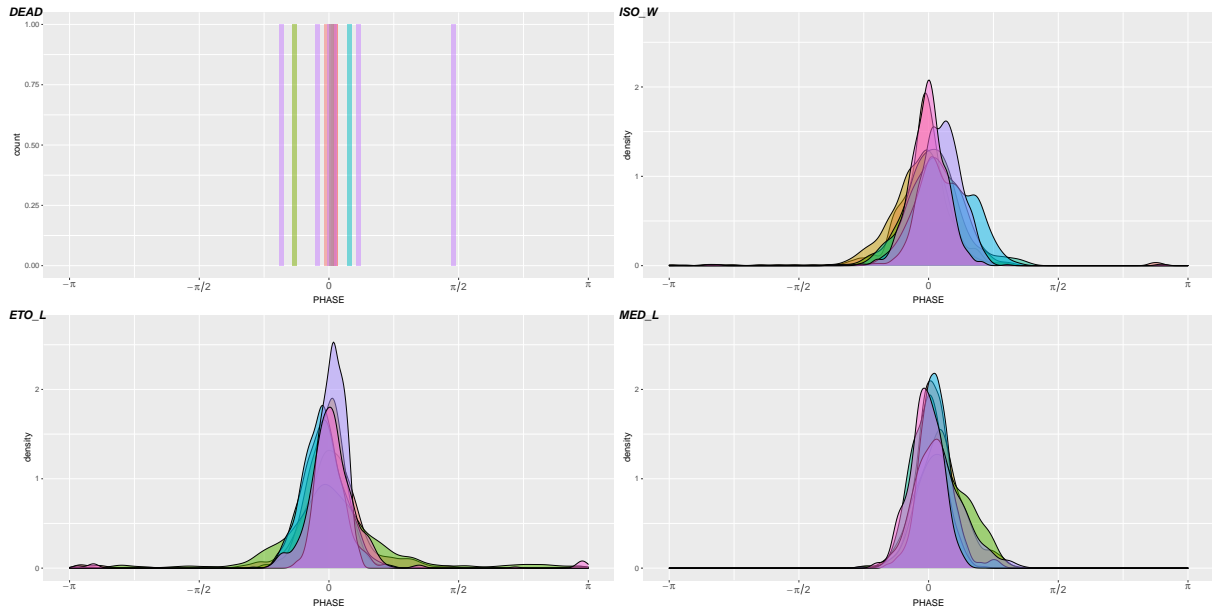 DEAD
ISO_W
1.00
0.75
0.50
0.25
0.00
count
−π
−π/2
0
π/2
π
PHASE
2
1
0
density
−π
−π/2
0
π/2
π
PHASE
ETO_L
MED_L
2
1
0
density
−π
−π/2
0
π/2
π
PHASE
2
1
0
density
−π
−π/2
0
π/2
π
PHASE